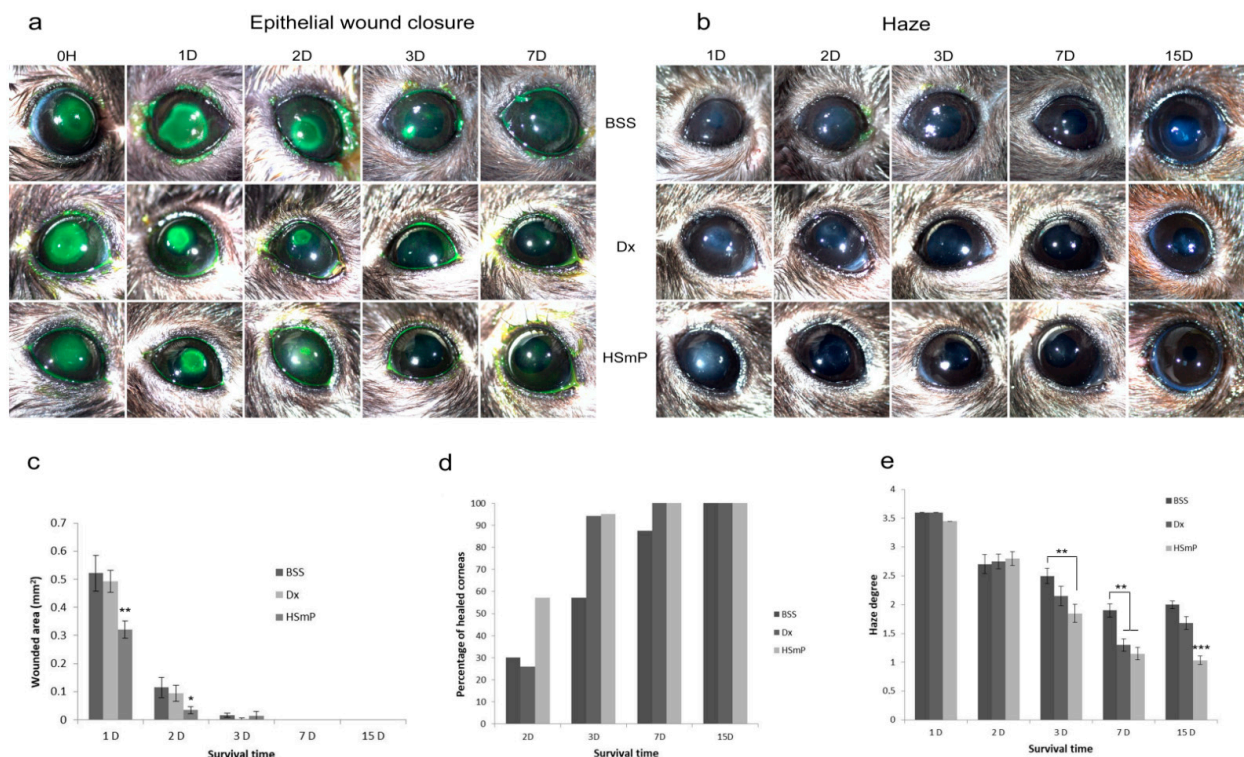 a
Epithelial wound closure
0H 1D 2D 3D 7D
b
Haze
1D 2D 3D 7D 15D
BSS
Dx
HSmP
c
0.7
0.6
0.5
0.4
0.3
0.2
0.1
0
Wounded area (mm²)
**
*
BSS
Dx
HSmP
1 D 2 D 3 D 7 D 15 D
Survival time
d
100
90
80
70
60
50
40
30
20
10
0
Percentage of healed corneas
BSS
Dx
HSmP
2D 3D 7D 15D
Survival time
e
4
3.5
3
2.5
2
1.5
1
0.5
0
Haze degree
**
**
***
BSS
Dx
HSmP
1 D 2 D 3 D 7 D 15 D
Survival time